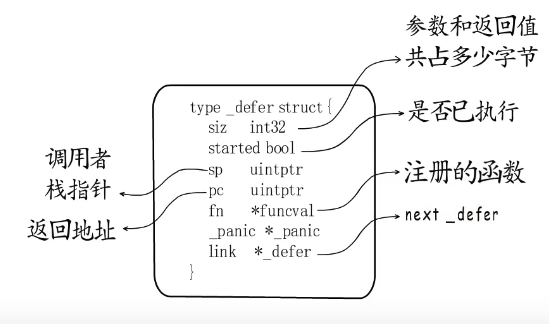 参数和返回值
共占多少字节
type _defer struct {
siz int32
started bool
sp uintptr
pc uintptr
fn *funcval
_panic *_panic
link *_defer
}
是否已执行
调用者
栈指针
注册的函数
返回地址
next _defer